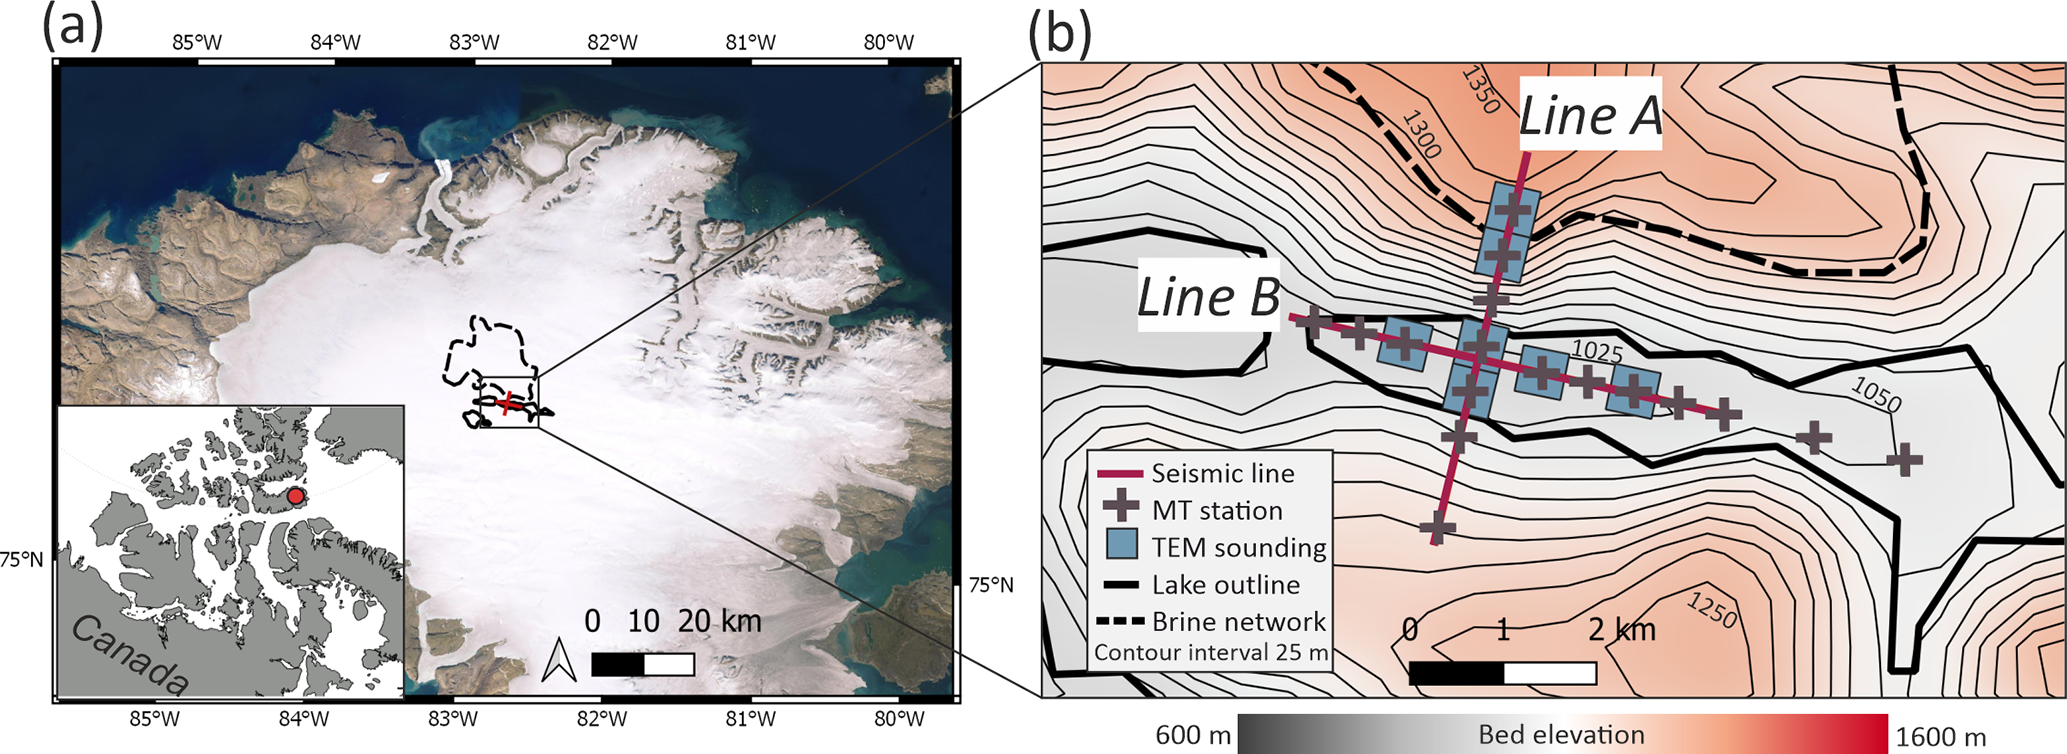 (a)
85°W 84°W 83°W 82°W 81°W 80°W
75°N
75°N
Canada
0 10 20 km
85°W 84°W 83°W 82°W 81°W 80°W
(b)
1350
1300
Line A
Line B
1025
1050
1250
Seismic line
MT station
TEM sounding
Lake outline
Brine network
Contour interval 25 m
0 1 2 km
600 m Bed elevation 1600 m